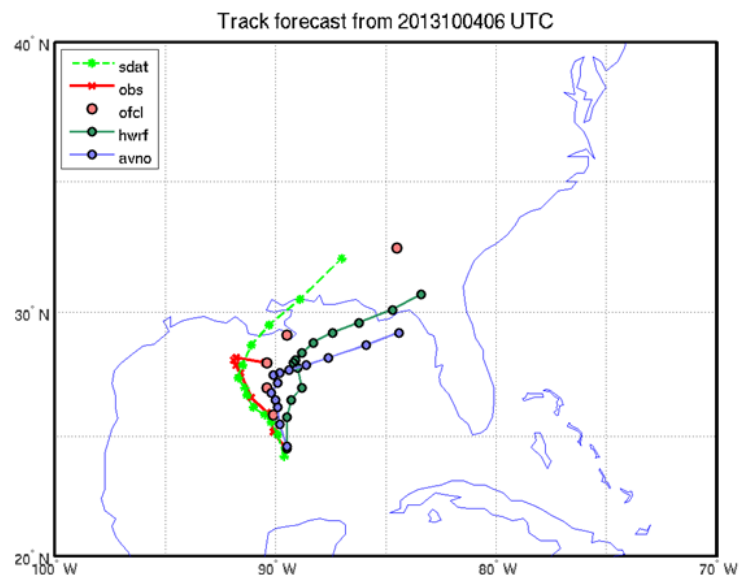 Track forecast from 2013100406 UTC
40° N
sdat
obs
ofcl
hwrf
avno
30° N
20° N
100° W
90° W
80° W
70° W